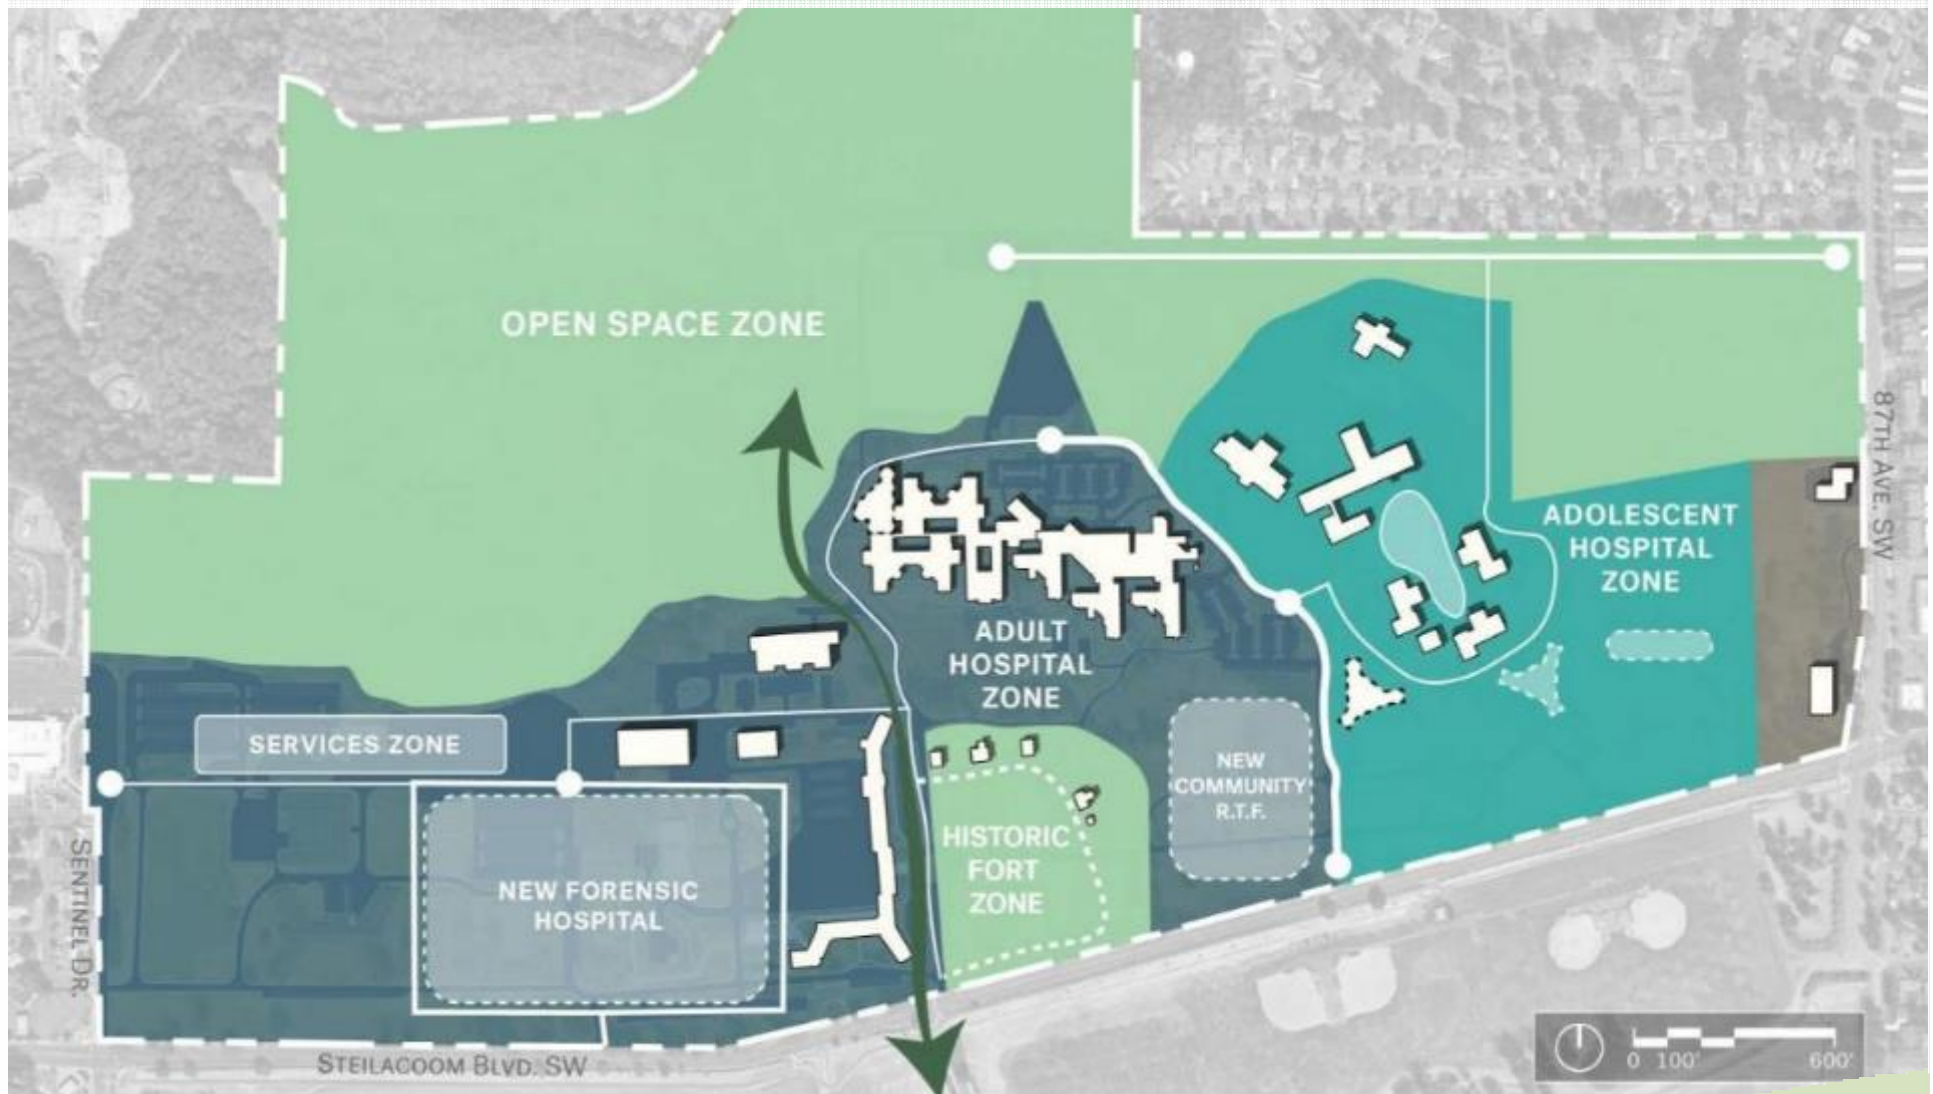 OPEN SPACE ZONE
87TH AVE. SW
ADOLESCENT
HOSPITAL
ZONE
ADULT
HOSPITAL
ZONE
SERVICES ZONE
NEW
COMMUNITY
R.T.F.
HISTORIC
FORT
ZONE
NEW FORENSIC
HOSPITAL
SENTINEL DR.
STEILACOOM BLVD. SW
0 100' 600'